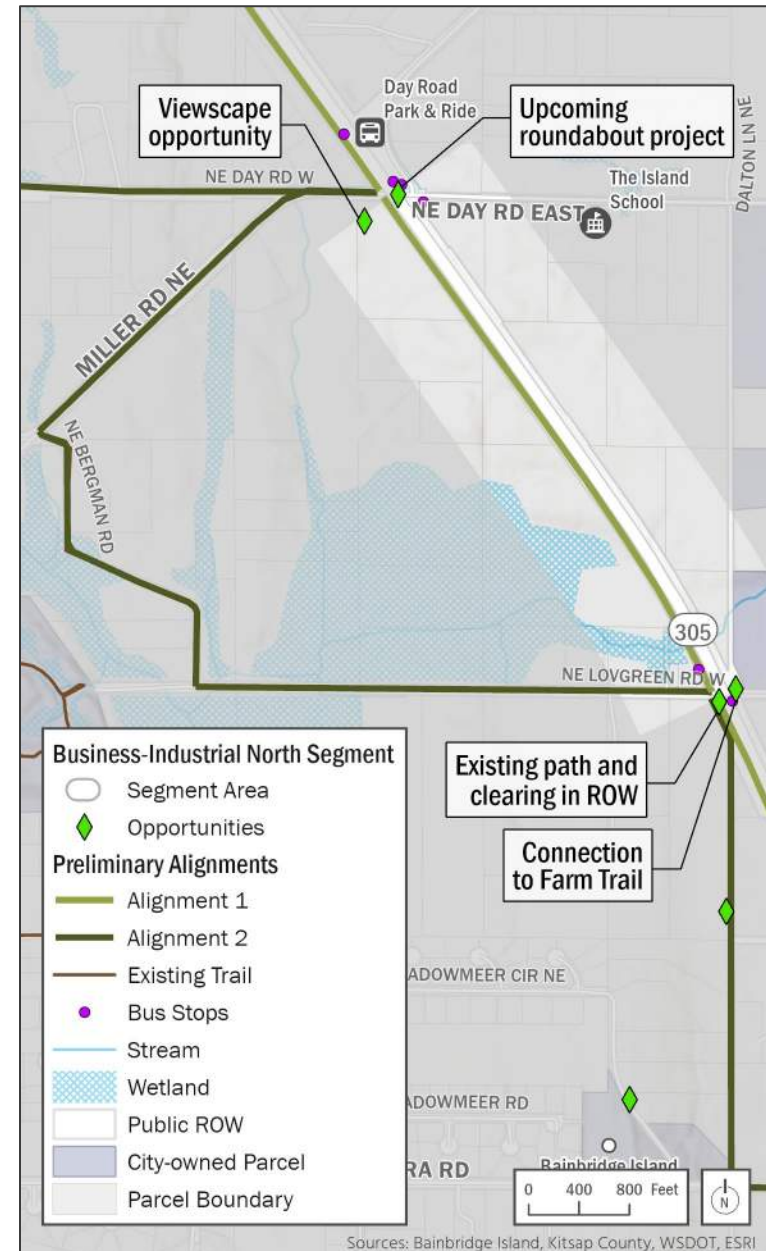 Viewscape
opportunity
Day Road
Park & Ride
Upcoming
roundabout project
DALTON LN NE
NE DAY RD W
The Island
School
NE DAY RD EAST
MILLER RD NE
NE BERGMAN RD
305
NE LOVGREEN RD W
Existing path and
clearing in ROW
Connection
to Farm Trail
ADOWMEER CIR NE
ADOWMEER RD
RA RD
Bainbridge Island
Business-Industrial North Segment
Segment Area
Opportunities
Preliminary Alignments
Alignment 1
Alignment 2
Existing Trail
Bus Stops
Stream
Wetland
Public ROW
City-owned Parcel
Parcel Boundary
0 400 800 Feet
N
Sources: Bainbridge Island, Kitsap County, WSDOT, ESRI